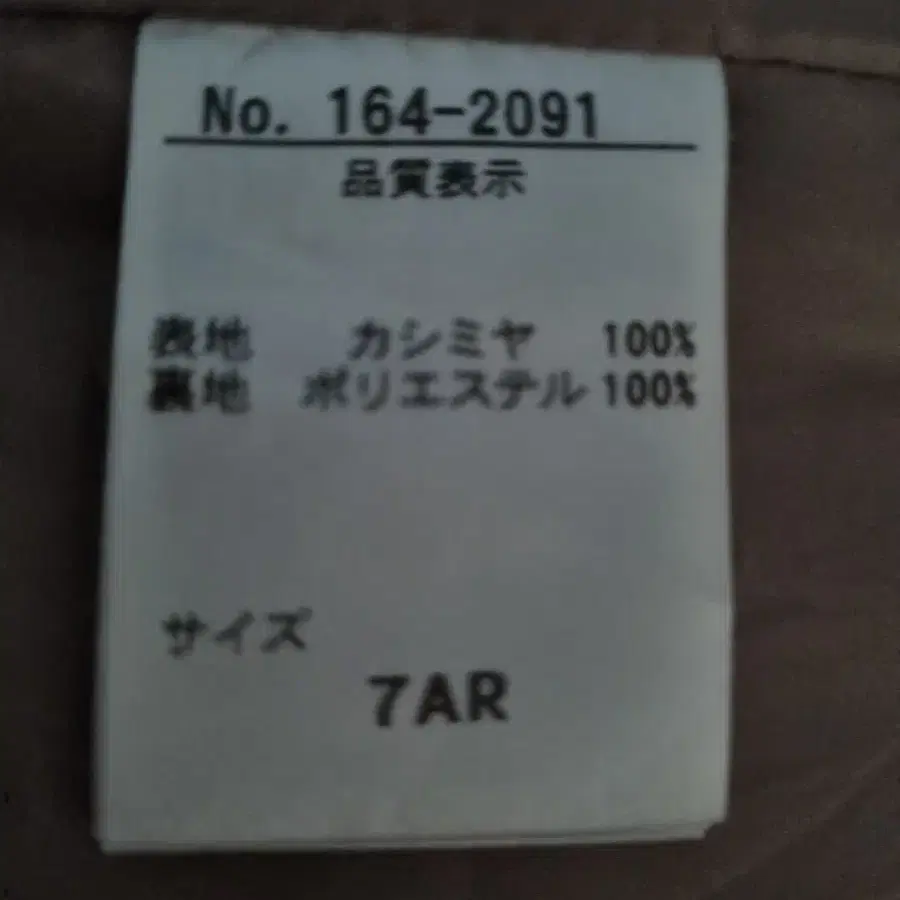 No. 164-2091
品質表示
表地 カシミヤ 100%
裏地 ポリエステル 100%
サイズ
7AR